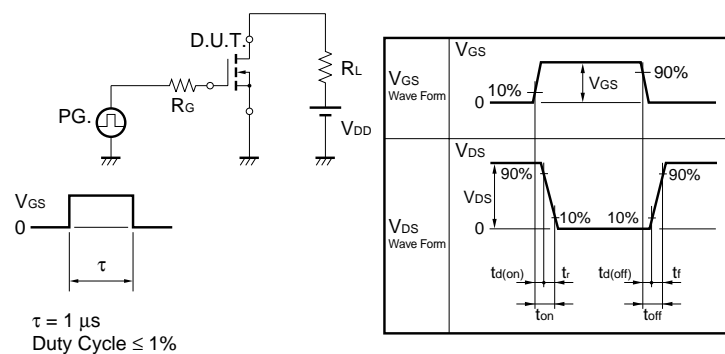 D.U.T.
RL
RG
PG.
VDD
VGS
0
τ
τ = 1 μs
Duty Cycle ≤ 1%
VGS
Wave Form
VGS
10%
VGS
90%
0
VDS
Wave Form
VDS
90%
VDS
90%
10%
10%
0
td(on)
tr
td(off)
tf
ton
toff